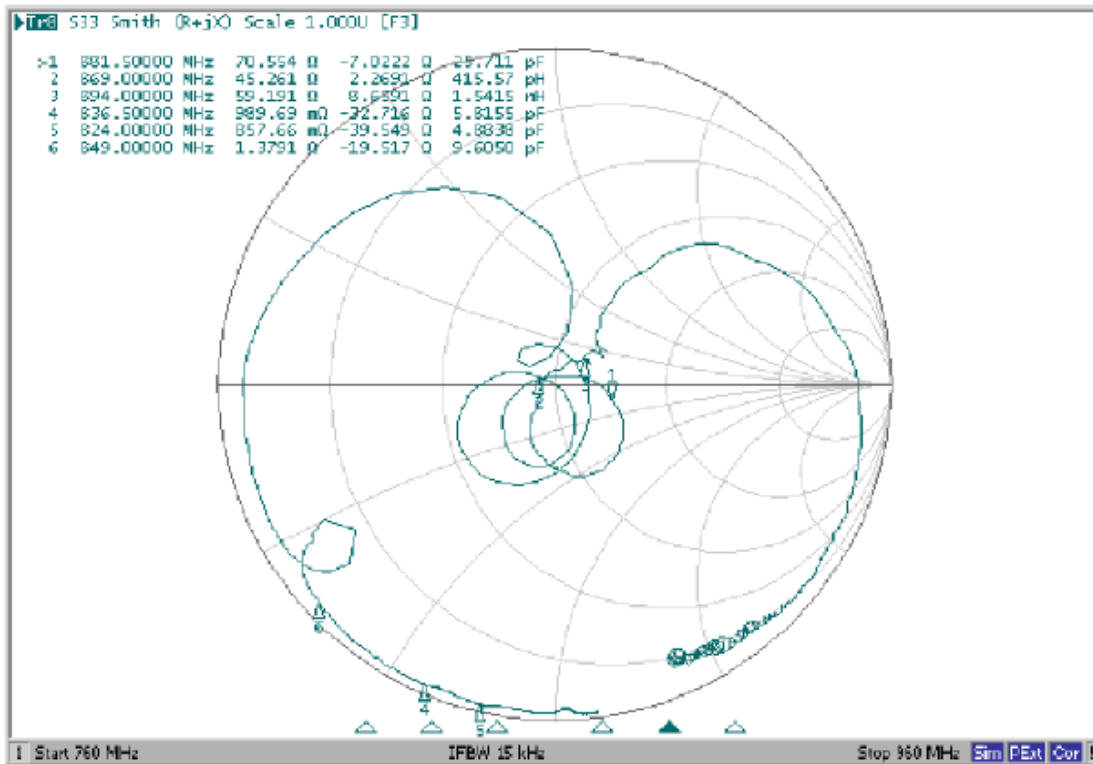 Tr8 S33 Smith (R+jX) Scale 1.000U [F3]
>1 881.50000 MHz 70.554 Ω -7.0222 Ω 25.711 pF
2 869.00000 MHz 45.261 Ω 2.2691 Ω 415.57 pH
3 894.00000 MHz 59.191 Ω 8.6591 Ω 1.5415 nH
4 836.50000 MHz 989.69 mΩ -32.716 Ω 5.8155 pF
5 824.00000 MHz 857.66 mΩ -39.549 Ω 4.8838 pF
6 849.00000 MHz 1.3791 Ω -19.517 Ω 9.6050 pF
1
6
4
5
1 Start 760 MHz IFBW 15 kHz Stop 960 MHz Sim PExt Cor